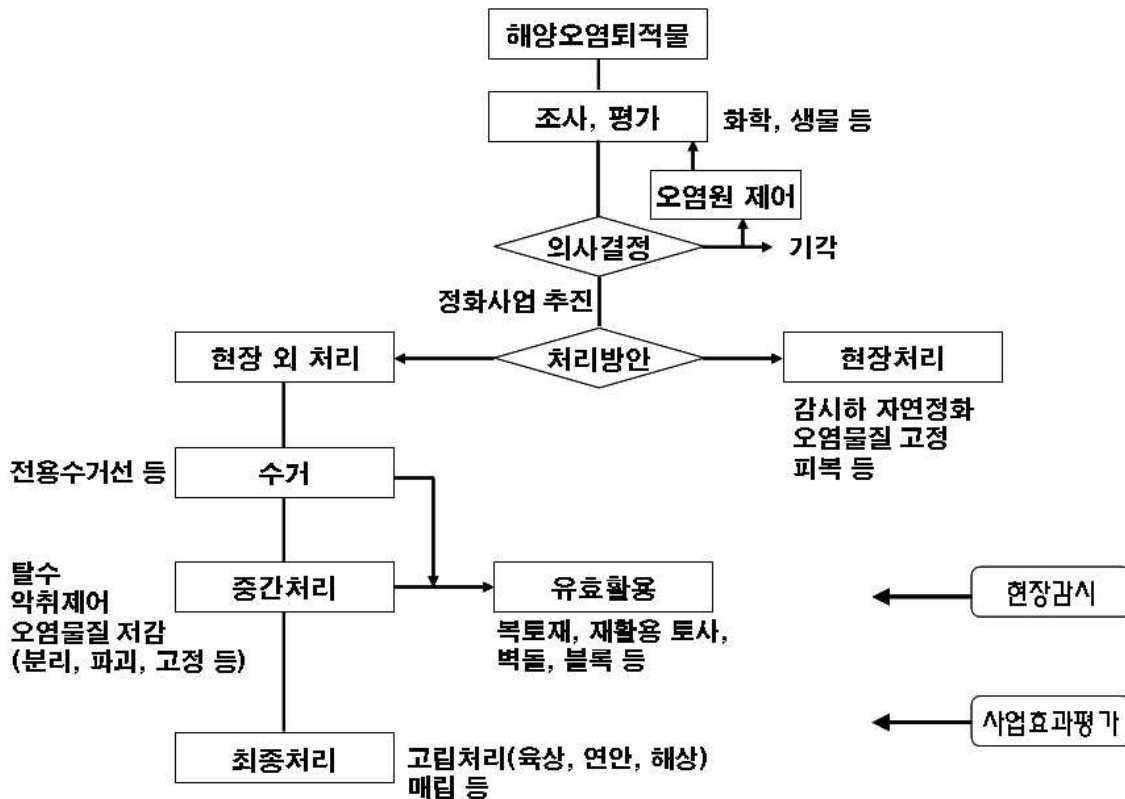 해양오염퇴적물
조사, 평가
화학, 생물 등
오염원 제어
의사결정
기각
정화사업 추진
현장 외 처리
처리방안
현장처리
감시하 자연정화
오염물질 고정
피복 등
전용수거선 등
수거
탈수
악취제어
오염물질 저감
(분리, 파괴, 고정 등)
중간처리
유효활용
복토재, 재활용 토사,
벽돌, 블록 등
현장감시
사업효과평가
최종처리
고립처리(육상, 연안, 해상)
매립 등